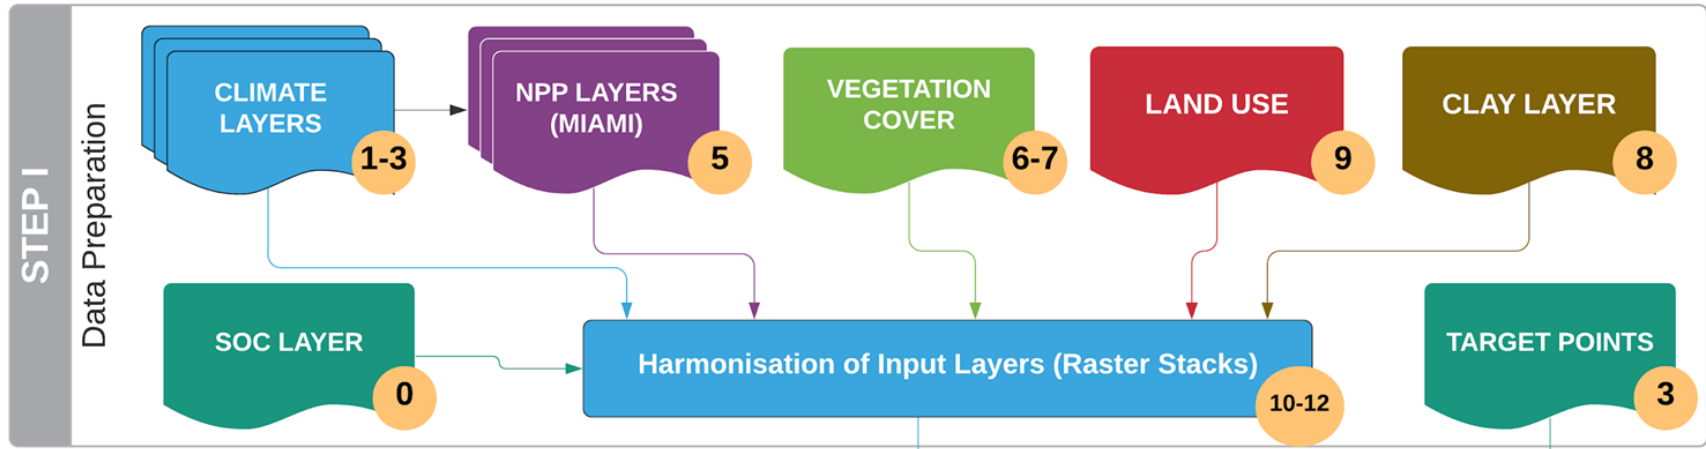 STEP I
Data Preparation
CLIMATE
LAYERS
1-3
NPP LAYERS
(MIAMI)
5
VEGETATION
COVER
6-7
LAND USE
9
CLAY LAYER
8
SOC LAYER
0
Harmonisation of Input Layers (Raster Stacks)
10-12
TARGET POINTS
3